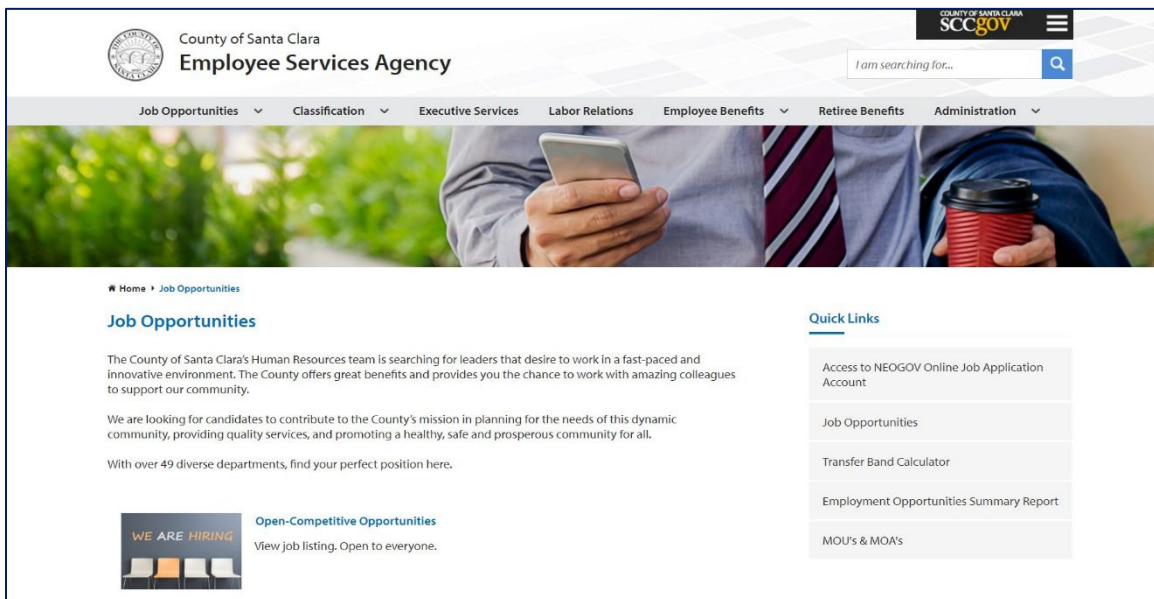 COUNTY OF SANTA CLARA
sccgov
County of Santa Clara
Employee Services Agency
I am searching for...
Job Opportunities
Classification
Executive Services
Labor Relations
Employee Benefits
Retiree Benefits
Administration
Home
Job Opportunities
Job Opportunities
The County of Santa Clara's Human Resources team is searching for leaders that desire to work in a fast-paced and
innovative environment. The County offers great benefits and provides you the chance to work with amazing colleagues
to support our community.
We are looking for candidates to contribute to the County's mission in planning for the needs of this dynamic
community, providing quality services, and promoting a healthy, safe and prosperous community for all.
With over 49 diverse departments, find your perfect position here.
WE ARE HIRING
Open-Competitive Opportunities
View job listing. Open to everyone.
Quick Links
Access to NEOGOV Online Job Application
Account
Job Opportunities
Transfer Band Calculator
Employment Opportunities Summary Report
MOU's & MOA's